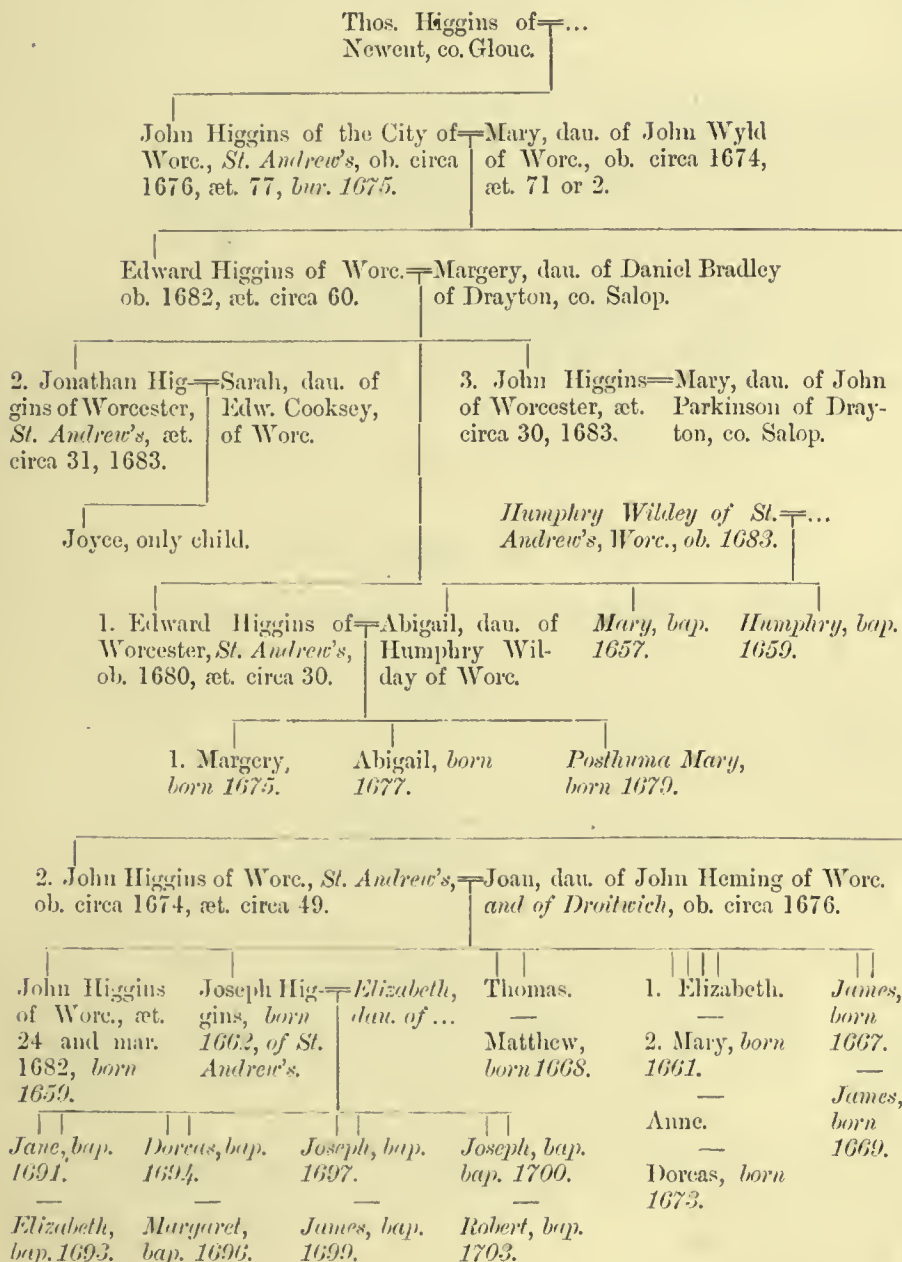 Thos. Higgins of=...
Newent, co. Glouc.
John Higgins of the City of=Mary, dau. of John Wyld
Worc., St. Andrew's, ob. circa of Worc., ob. circa 1674,
1676, æt. 77, bur. 1675. æt. 71 or 2.
Edward Higgins of Worc.=Margery, dau. of Daniel Bradley
ob. 1682, æt. circa 60. of Drayton, co. Salop.
2. Jonathan Hig-=Sarah, dau. of
gins of Worcester, Edw. Cooksey,
St. Andrew's, æt. of Worc.
circa 31, 1683.
3. John Higgins=Mary, dau. of John
of Worcester, æt. Parkinson of Dray-
circa 30, 1683. ton, co. Salop.
Joyce, only child.
Humphry Wildey of St.=...
Andrew's, Worc., ob. 1683.
1. Edward Higgins of=Abigail, dau. of
Worcester, St. Andrew's, Humphry Wil-
ob. 1680, æt. circa 30. day of Worc.
Mary, bap.
1657.
Humphry, bap.
1659.
1. Margery,
born 1675.
Abigail, born
1677.
Posthuma Mary,
born 1679.
2. John Higgins of Worc., St. Andrew's,=Joan, dau. of John Heming of Worc.
ob. circa 1674, æt. circa 49. and of Droitwich, ob. circa 1676.
John Higgins
of Worc., æt.
24 and mar.
1682, born
1659.
Joseph Hig-=Elizabeth,
gins, born dau. of ...
1662, of St.
Andrew's.
Thomas.
—
Matthew,
born 1668.
1. Elizabeth.
—
2. Mary, born
1661.
—
Anne.
—
Dorcas, born
1673.
James,
born
1667.
—
James,
born
1669.
Jane, bap.
1691.
—
Elizabeth,
bap. 1693.
Dorcas, bap.
1694.
—
Margaret,
bap. 1696.
Joseph, bap.
1697.
—
James, bap.
1699.
Joseph, bap.
bap. 1700.
—
Robert, bap.
1703.